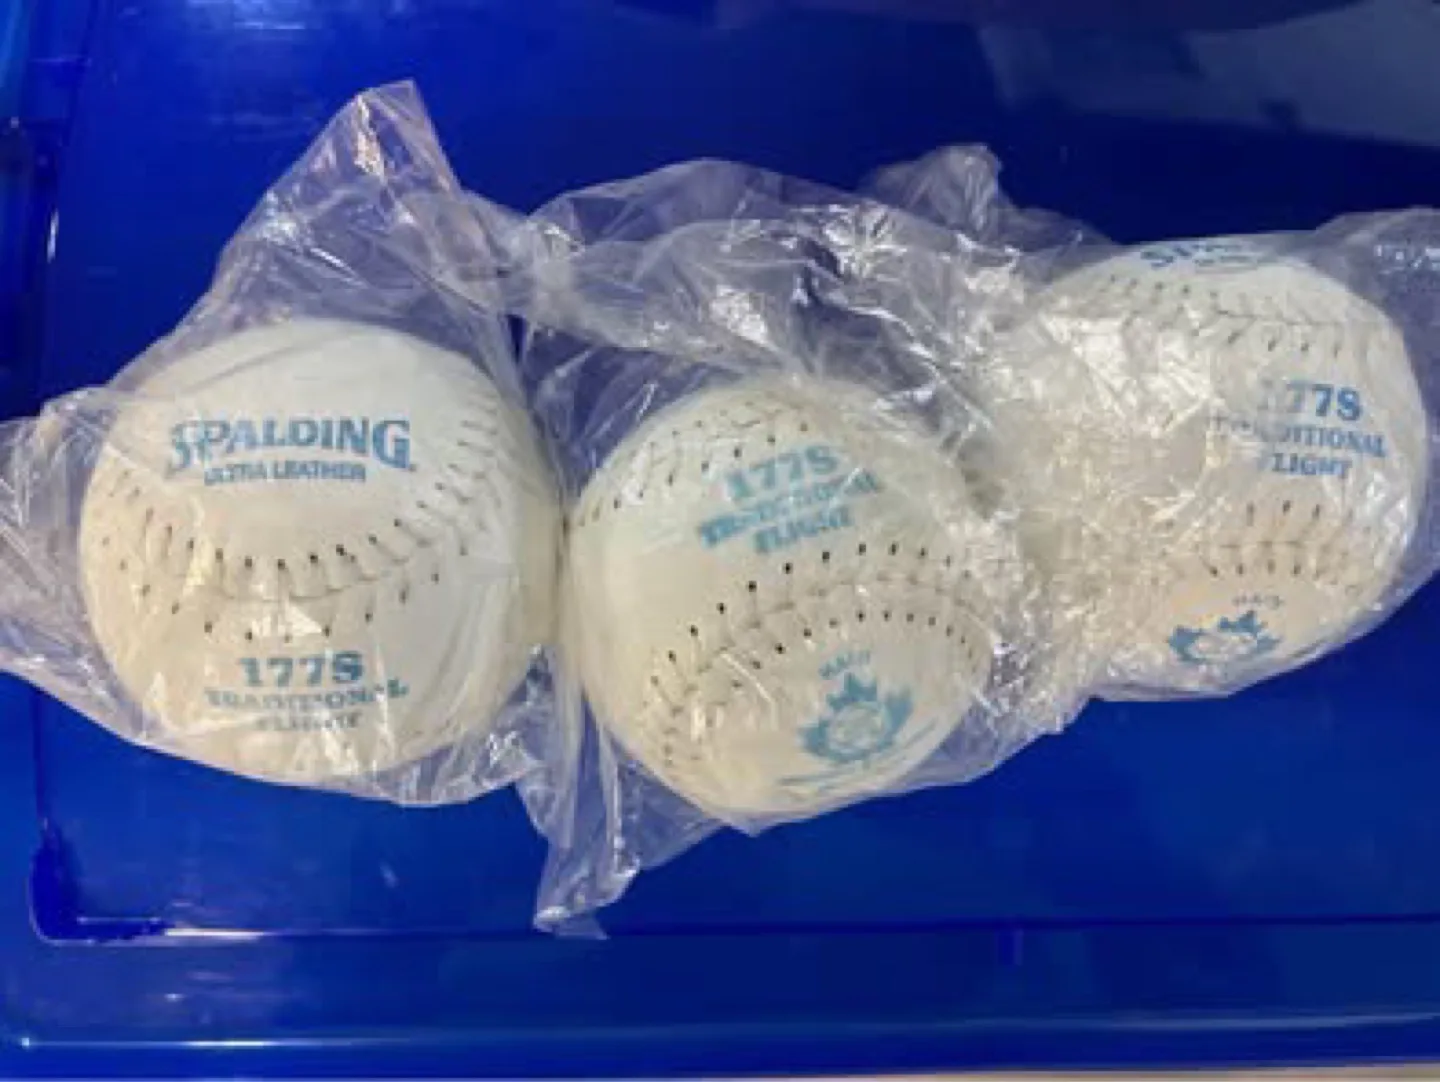 SPALDING
ULTRA LEATHER
177S
TRADITIONAL
FLIGHT
177S
TRADITIONAL
FLIGHT
177S
TRADITIONAL
FLIGHT